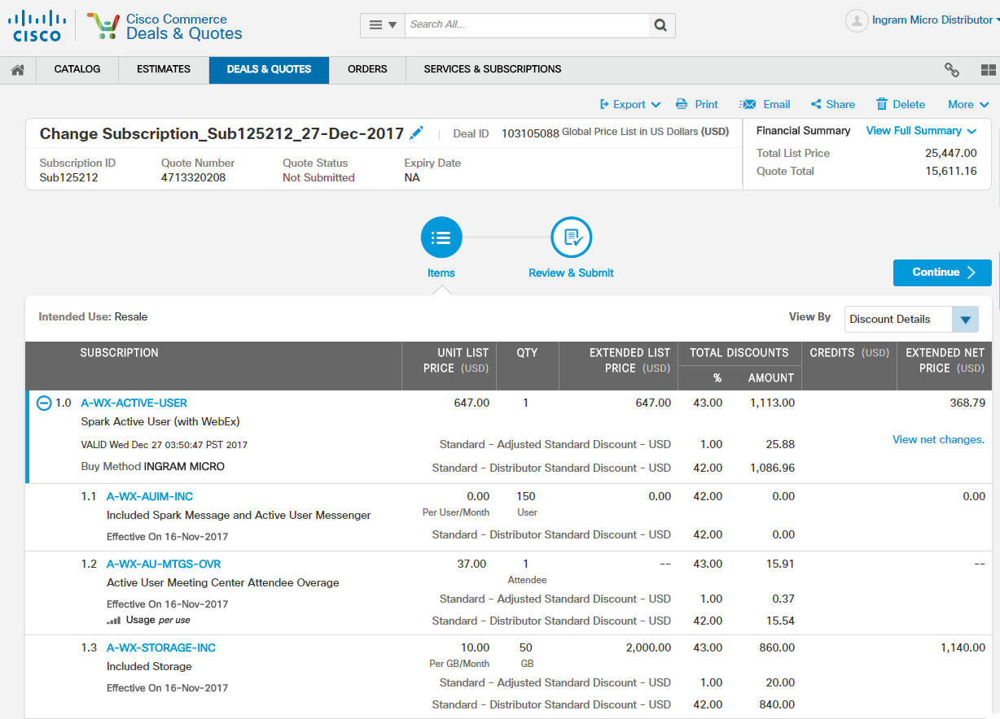 CISCO
Cisco Commerce
Deals & Quotes
Search All...
Ingram Micro Distributor
CATALOG ESTIMATES DEALS & QUOTES ORDERS SERVICES & SUBSCRIPTIONS
Export Print Email Share Delete More
Change Subscription_Sub125212_27-Dec-2017 Deal ID 103105088 Global Price List in US Dollars (USD)
Subscription ID Quote Number Quote Status Expiry Date
Sub125212 4713320208 Not Submitted NA
Financial Summary View Full Summary
Total List Price 25,447.00
Quote Total 15,611.16
Items Review & Submit
Continue
Intended Use: Resale View By Discount Details
SUBSCRIPTION UNIT LIST PRICE (USD) QTY EXTENDED LIST PRICE (USD) TOTAL DISCOUNTS CREDITS (USD) EXTENDED NET PRICE (USD)
% AMOUNT
1.0 A-WX-ACTIVE-USER 647.00 1 647.00 43.00 1,113.00 368.79
Spark Active User (with WebEx)
View net changes.
VALID Wed Dec 27 03:50:47 PST 2017 Standard - Adjusted Standard Discount - USD 1.00 25.88
Buy Method INGRAM MICRO Standard - Distributor Standard Discount - USD 42.00 1,086.96
1.1 A-WX-AUIM-INC 0.00 150 0.00 42.00 0.00 0.00
Included Spark Message and Active User Messenger Per User/Month User
Effective On 16-Nov-2017 Standard - Distributor Standard Discount - USD 42.00 0.00
1.2 A-WX-AU-MTGS-OVR 37.00 1 -- 43.00 15.91 --
Active User Meeting Center Attendee Overage Attendee
Effective On 16-Nov-2017 Standard - Adjusted Standard Discount - USD 1.00 0.37
Usage per use Standard - Distributor Standard Discount - USD 42.00 15.54
1.3 A-WX-STORAGE-INC 10.00 50 2,000.00 43.00 860.00 1,140.00
Included Storage Per GB/Month GB
Effective On 16-Nov-2017 Standard - Adjusted Standard Discount - USD 1.00 20.00
Standard - Distributor Standard Discount - USD 42.00 840.00